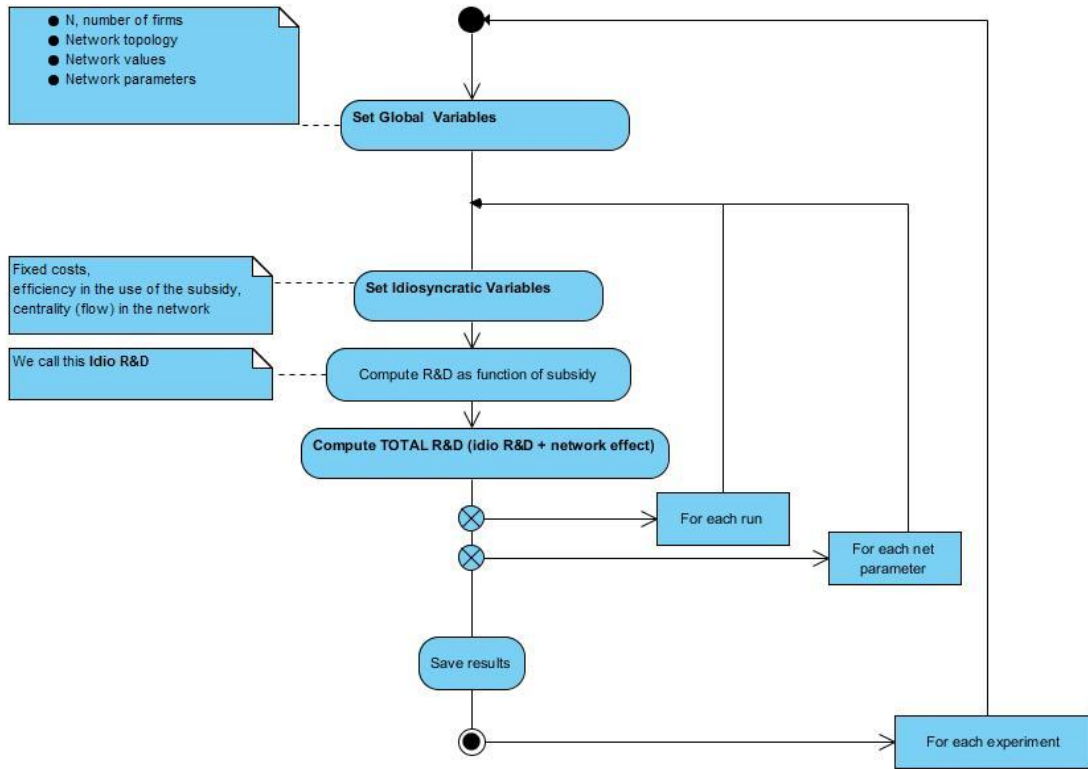 ● N, number of firms
● Network topology
● Network values
● Network parameters
Set Global Variables
Fixed costs,
efficiency in the use of the subsidy,
centrality (flow) in the network
Set Idiosyncratic Variables
We call this Idio R&D
Compute R&D as function of subsidy
Compute TOTAL R&D (idio R&D + network effect)
For each run
For each net
parameter
Save results
For each experiment